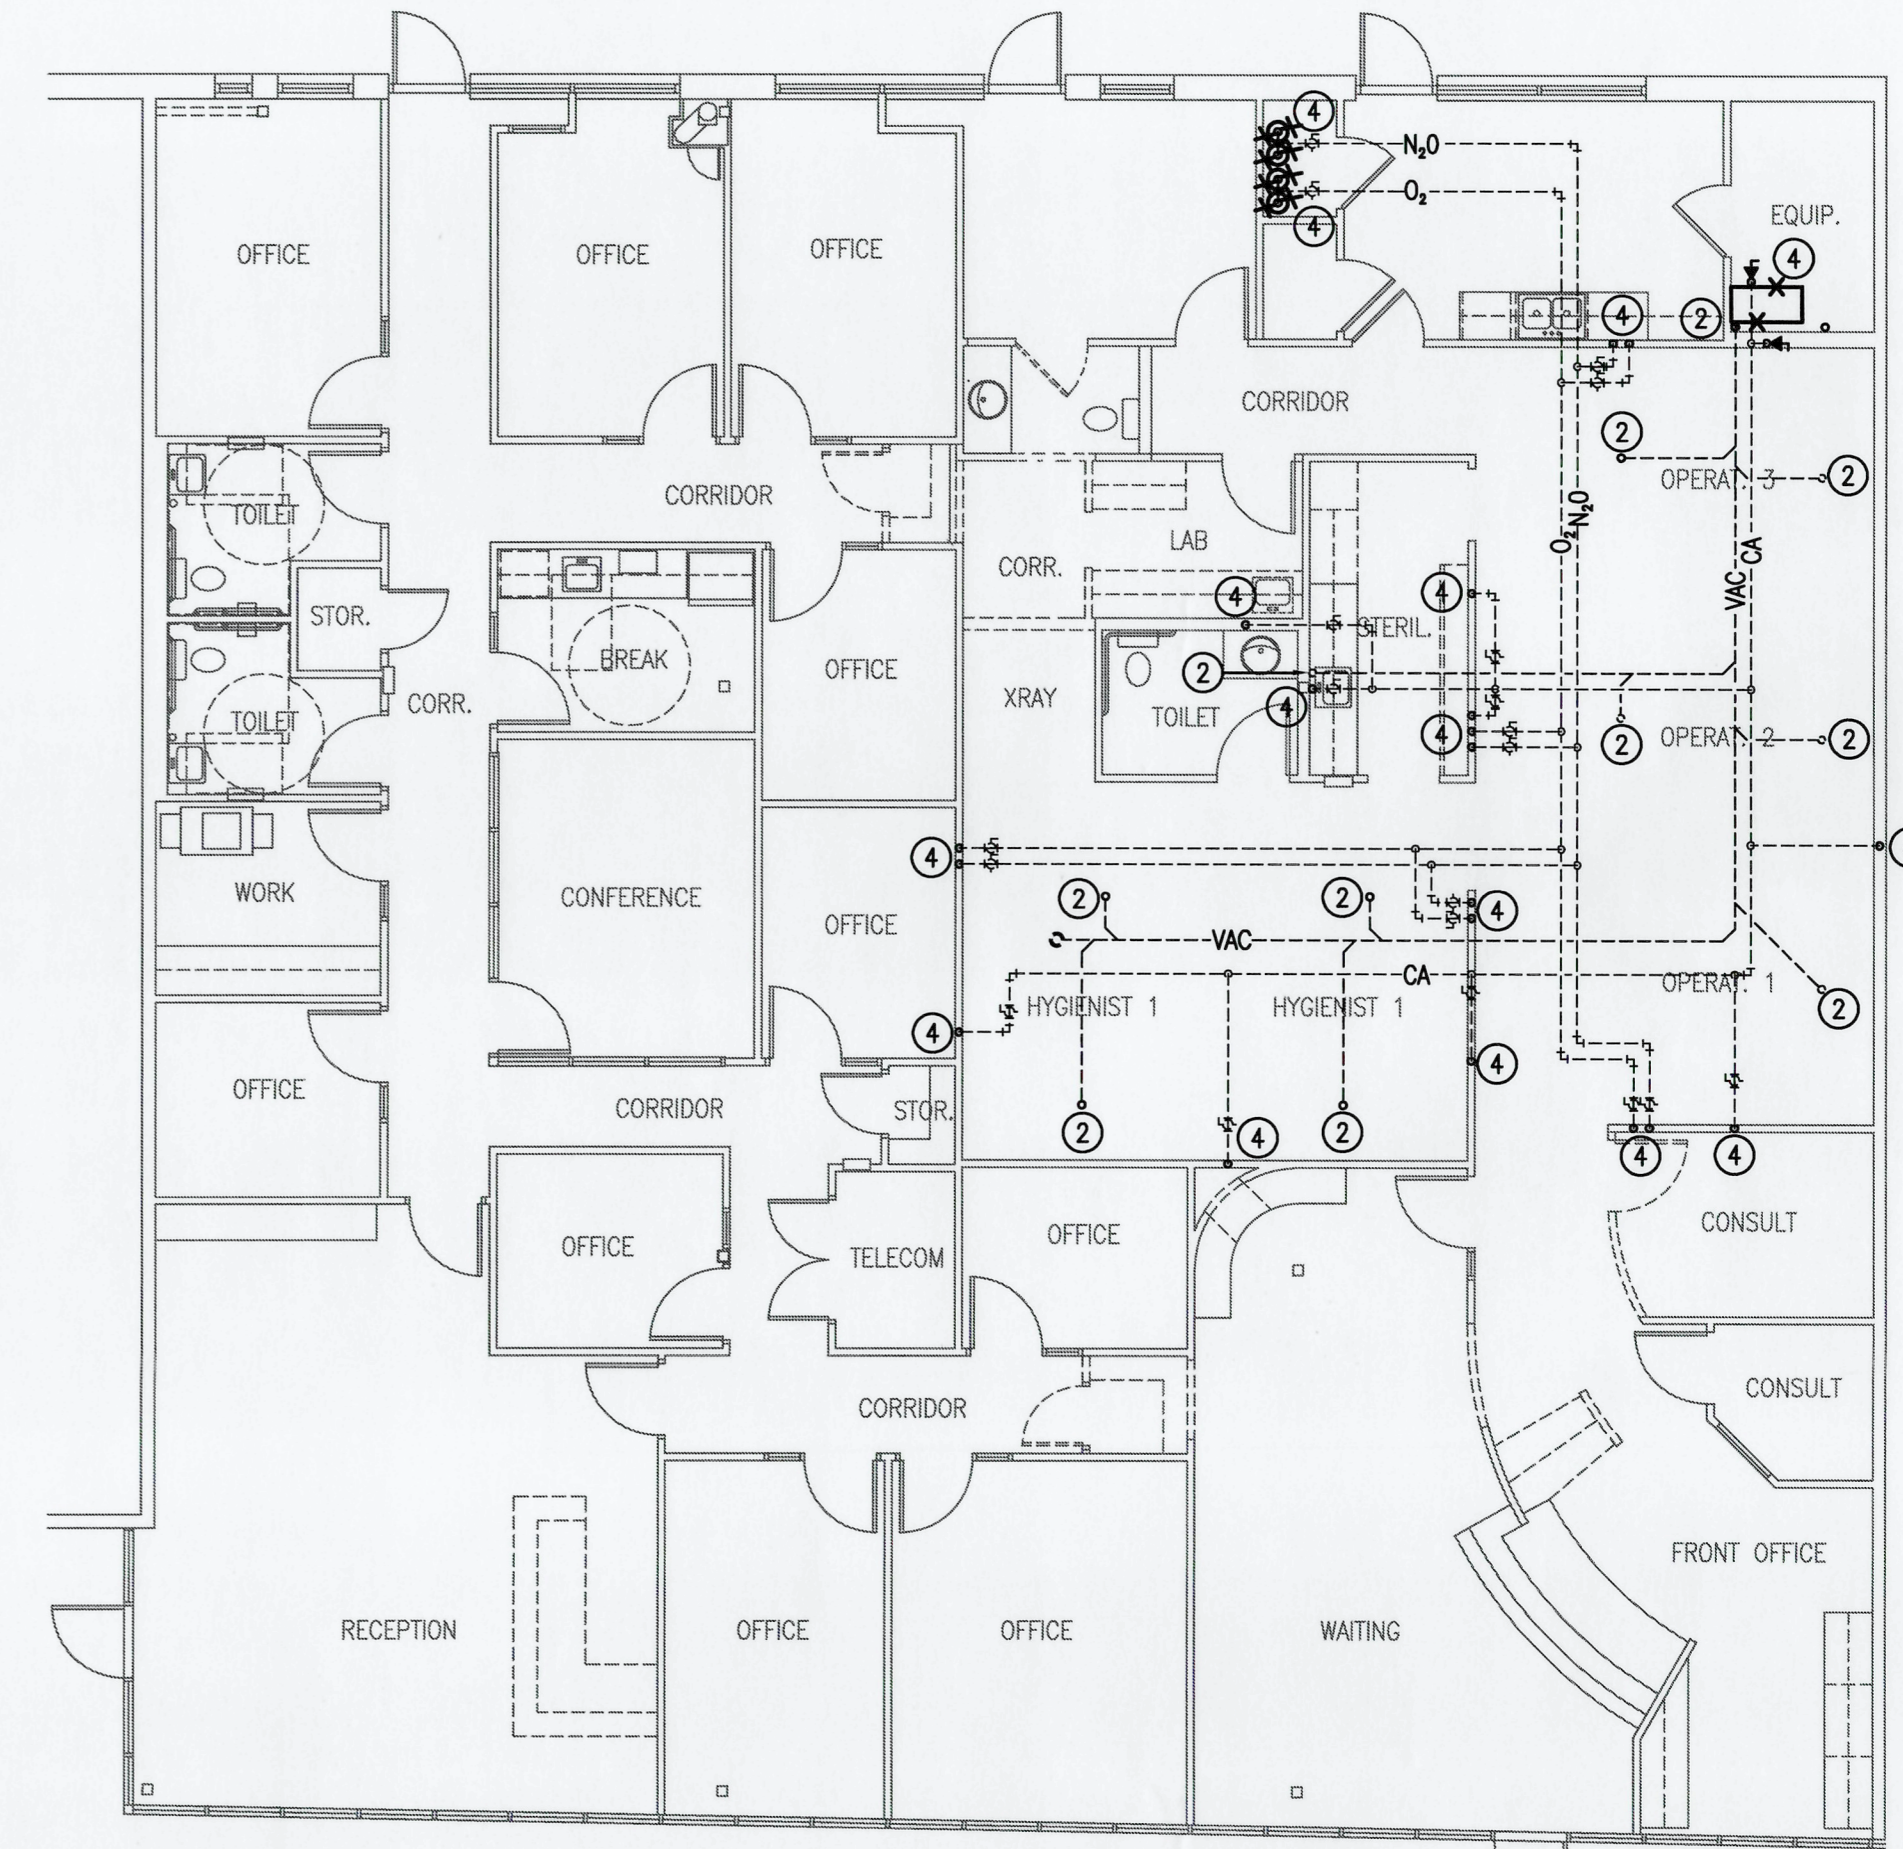 4
N₂O
O₂
4
EQUIP.
4
OFFICE
OFFICE
OFFICE
4
2
CORRIDOR
2
OPERAT. 3
2
CORRIDOR
TOILET
O₂
N₂O
CA
VAC
LAB
CORR.
4
4
STOR.
STERIL.
BREAK
OFFICE
2
XRAY
TOILET
4
CORR.
TOILET
4
2
OPERAT. 2
2
4
WORK
CONFERENCE
OFFICE
2
2
4
VAC
CA
OPERAT. 1
HYGIENIST 1
HYGIENIST 1
2
4
4
OFFICE
CORRIDOR
STOR.
2
4
2
4
4
CONSULT
OFFICE
TELECOM
OFFICE
CONSULT
CORRIDOR
FRONT OFFICE
RECEPTION
OFFICE
OFFICE
WAITING